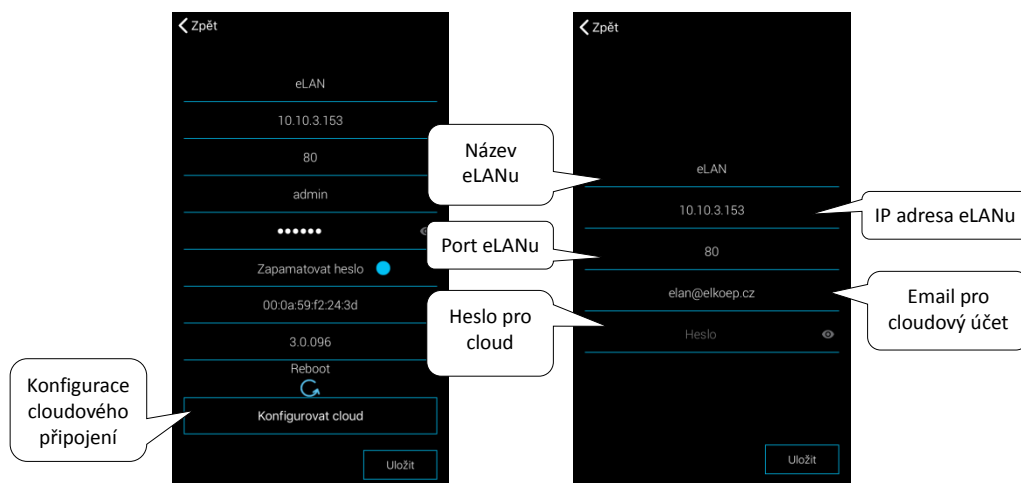 Zpět
eLAN
10.10.3.153
80
admin
••••••
Zapamatovat heslo
00:0a:59:f2:24:3d
3.0.096
Reboot
Konfigurovat cloud
Uložit
Konfigurace
cloudového
připojení
Zpět
eLAN
10.10.3.153
80
elan@elkoep.cz
Heslo
Uložit
Název
eLANu
Port eLANu
Heslo pro
cloud
IP adresa eLANu
Email pro
cloudový účet